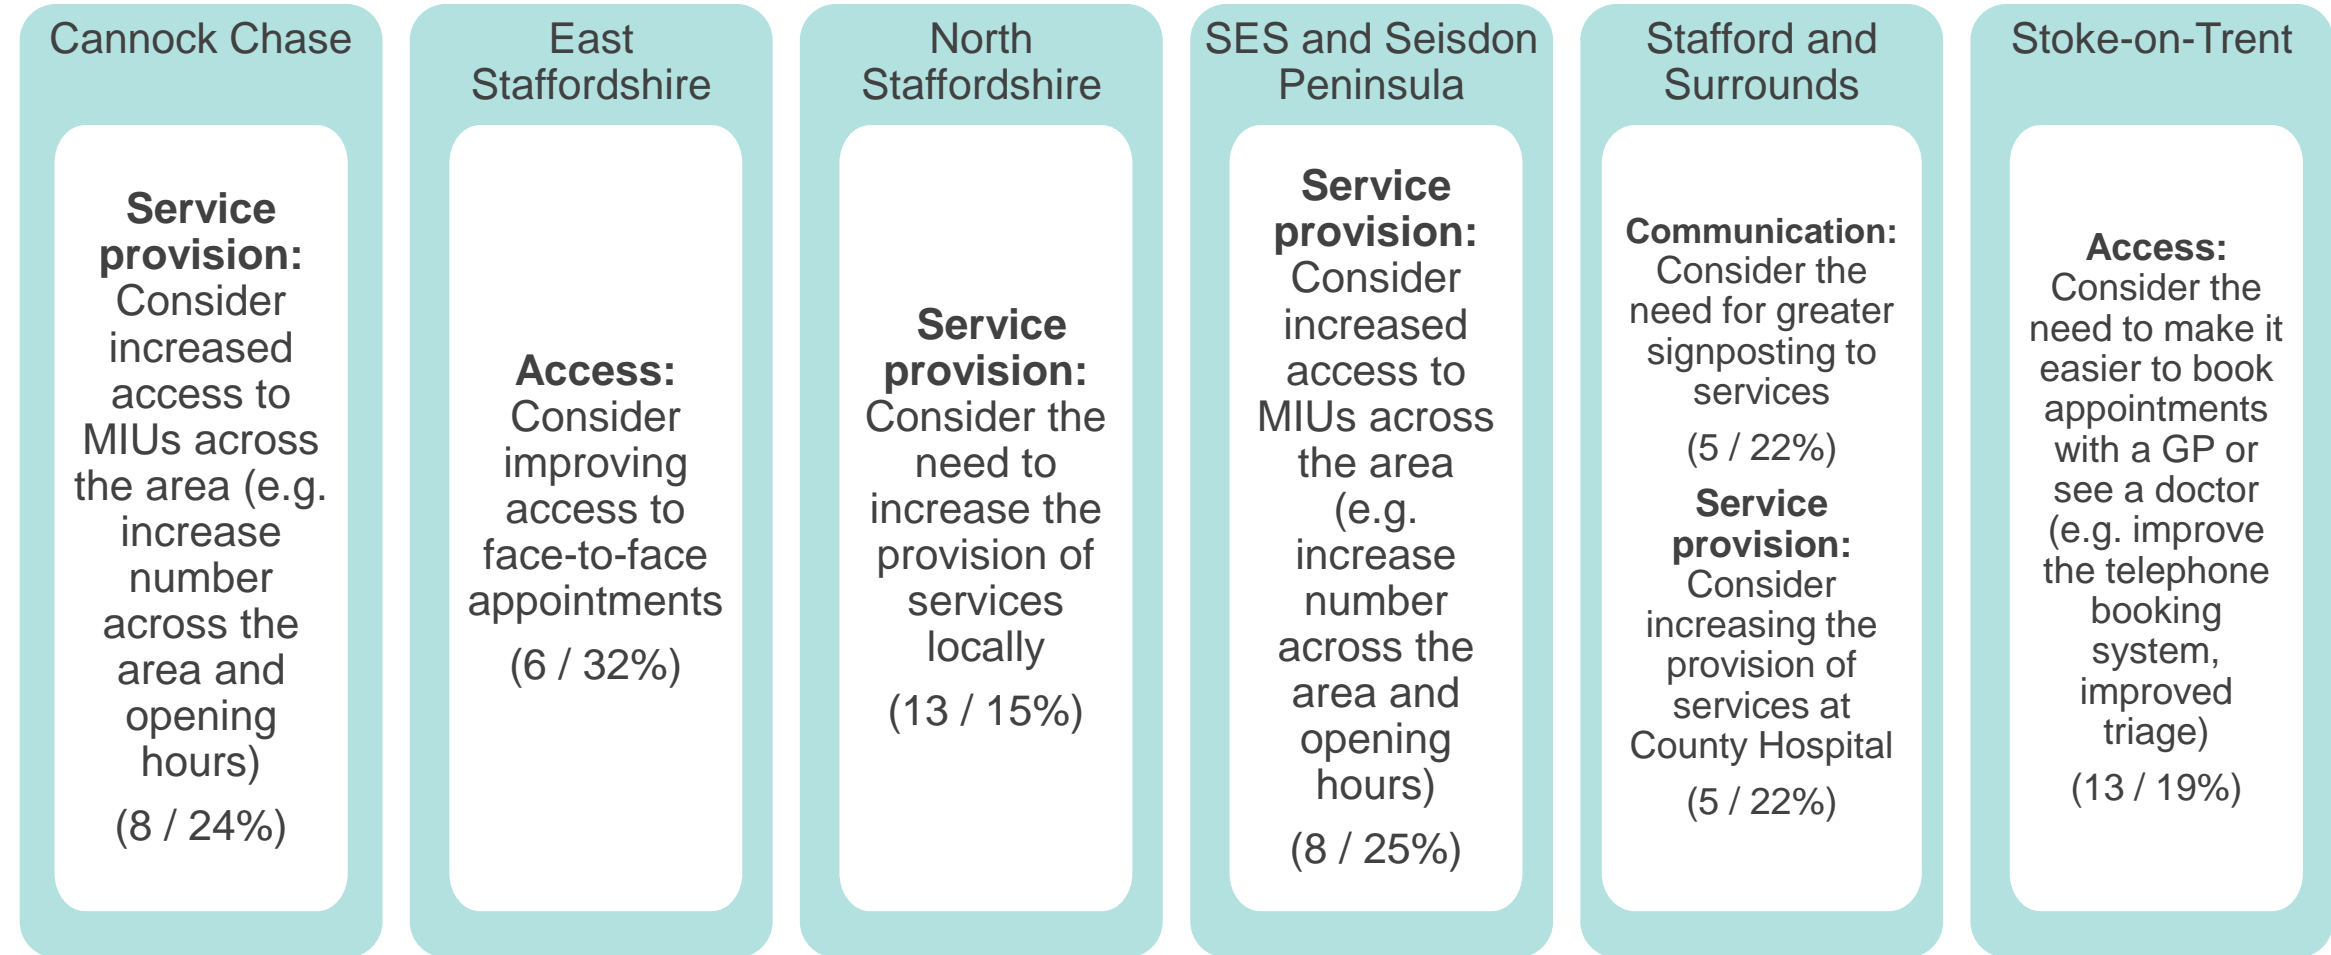 Cannock Chase
Service
provision:
Consider
increased
access to
MIUs across
the area (e.g.
increase
number
across the
area and
opening
hours)
(8 / 24%)
East
Staffordshire
Access:
Consider
improving
access to
face-to-face
appointments
(6 / 32%)
North
Staffordshire
Service
provision:
Consider the
need to
increase the
provision of
services
locally
(13 / 15%)
SES and Seisdon
Peninsula
Service
provision:
Consider
increased
access to
MIUs across
the area
(e.g.
increase
number
across the
area and
opening
hours)
(8 / 25%)
Stafford and
Surrounds
Communication:
Consider the
need for greater
signposting to
services
(5 / 22%)
Service
provision:
Consider
increasing the
provision of
services at
County Hospital
(5 / 22%)
Stoke-on-Trent
Access:
Consider the
need to make it
easier to book
appointments
with a GP or
see a doctor
(e.g. improve
the telephone
booking
system,
improved
triage)
(13 / 19%)